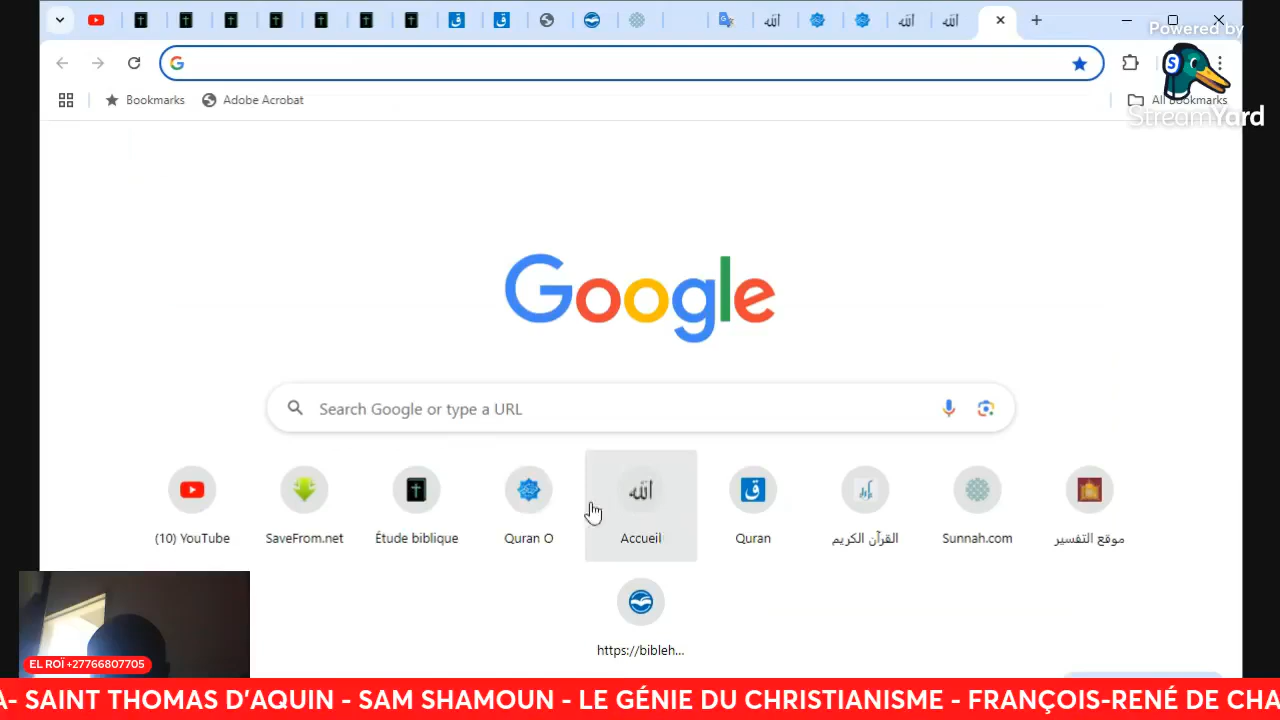 Powered by
StreamYard
Bookmarks
Adobe Acrobat
All Bookmarks
Google
Search Google or type a URL
(10) YouTube
SaveFrom.net
Étude biblique
Quran O
Accueil
Quran
القرآن الكريم
Sunnah.com
موقع التفسير
https://bibleh...
EL ROÏ +27766807705
A- SAINT THOMAS D'AQUIN - SAM SHAMOUN - LE GÉNIE DU CHRISTIANISME - FRANÇOIS-RENÉ DE CHA